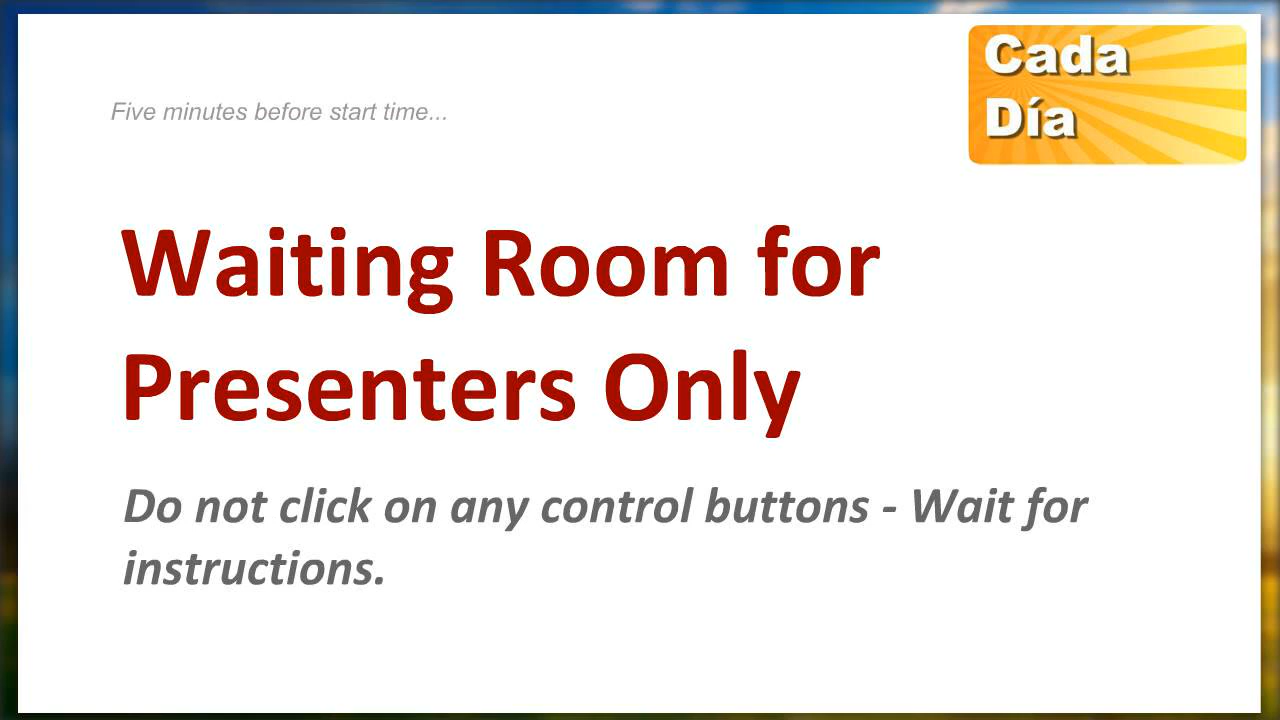 Cada
Día
Five minutes before start time...
Waiting Room for
Presenters Only
Do not click on any control buttons - Wait for
instructions.